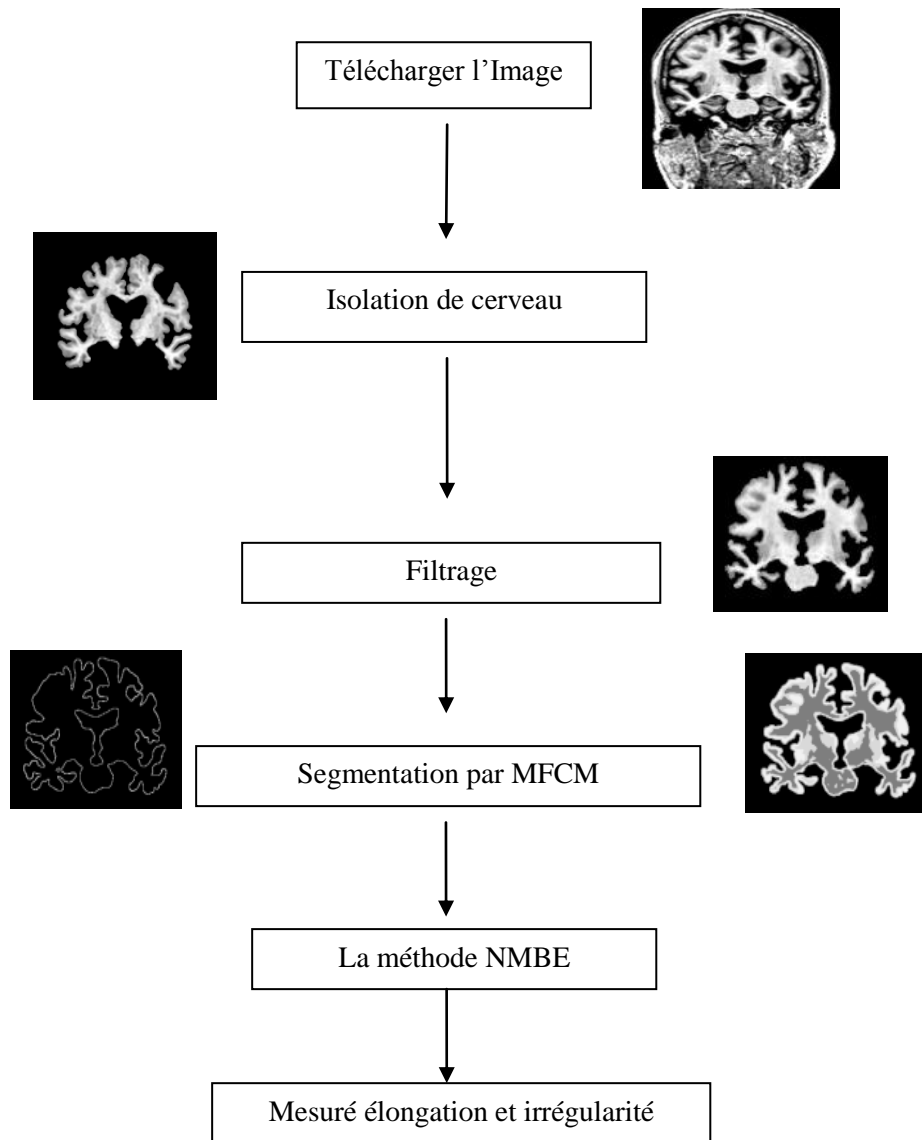 Télécharger l’Image
Isolation de cerveau
Filtrage
Segmentation par MFCM
La méthode NMBE
Mesuré élongation et irrégularité